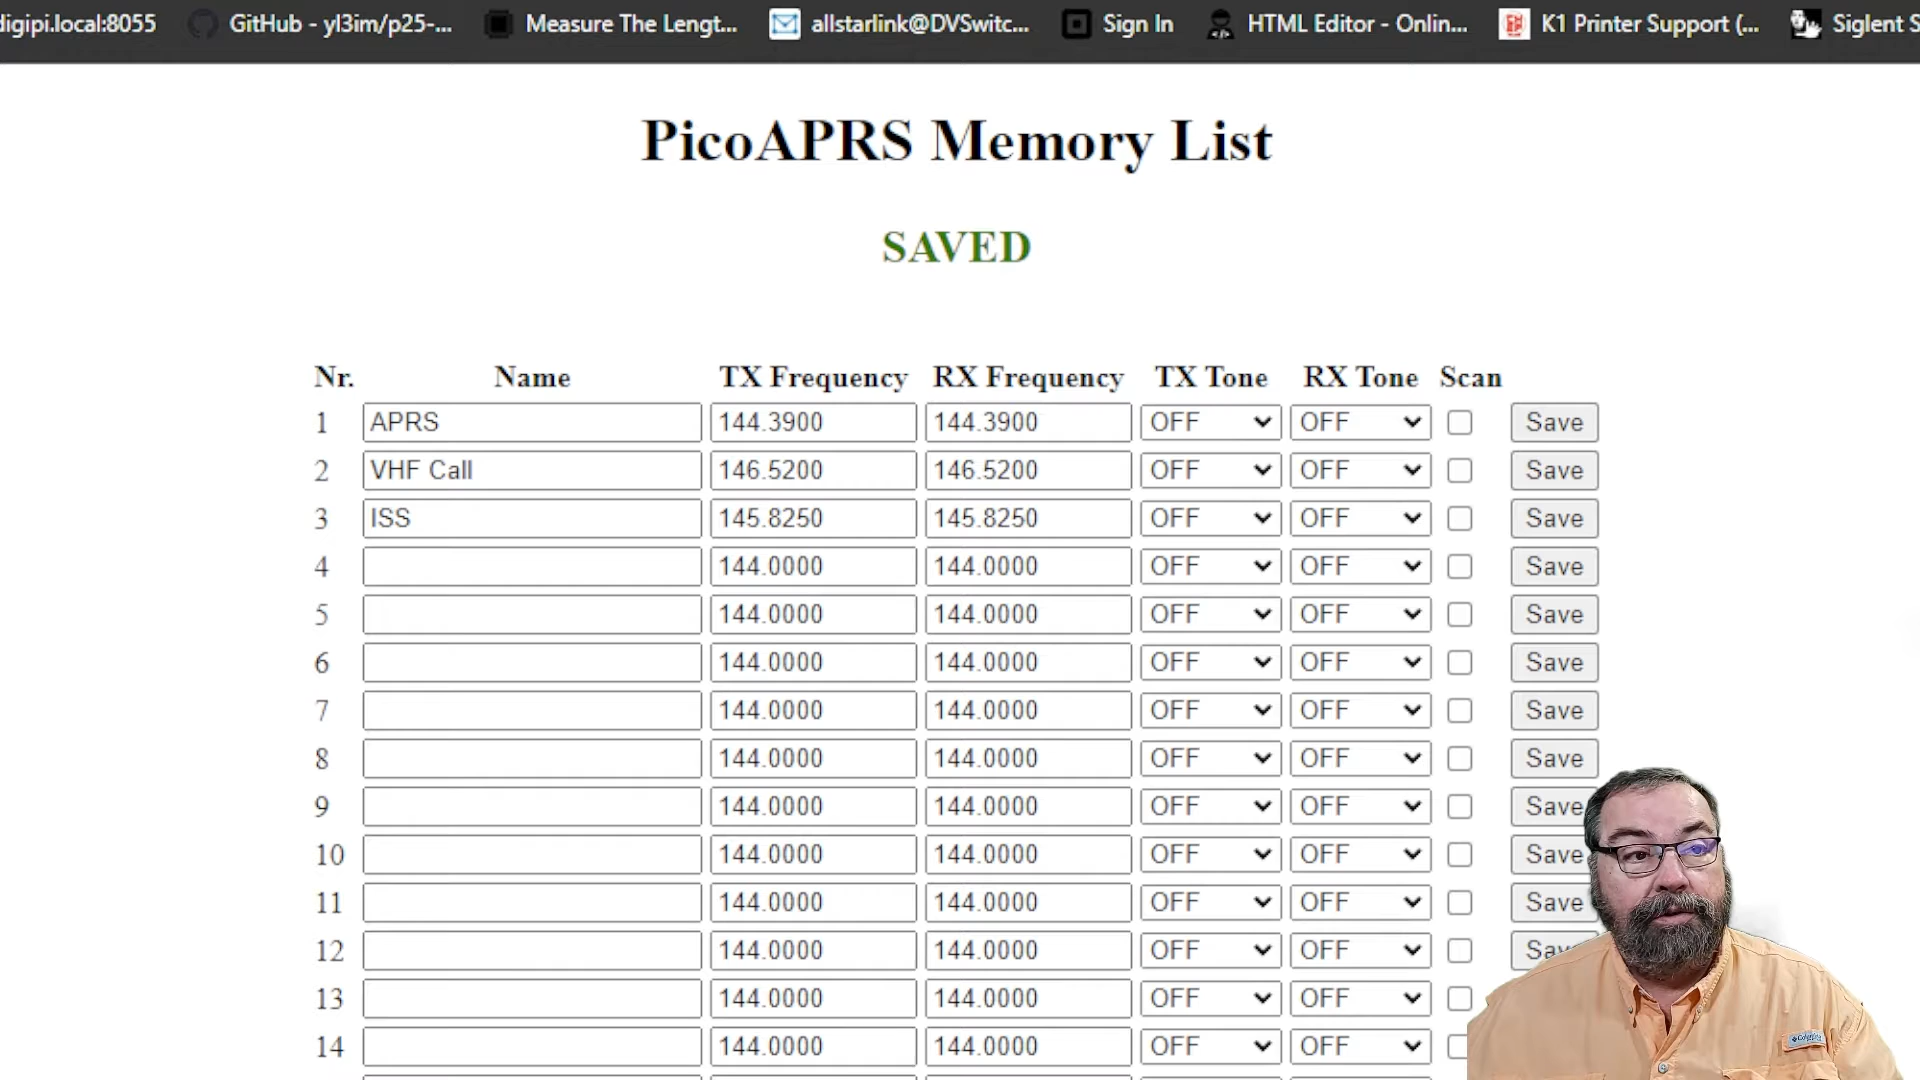 digipi.local:8055 GitHub - yl3im/p25-... Measure The Lengt... allstarlink@DVSwitc... Sign In HTML Editor - Onlin... K1 Printer Support (... Siglent S
PicoAPRS Memory List
SAVED
Nr. Name TX Frequency RX Frequency TX Tone RX Tone Scan
1 APRS 144.3900 144.3900 OFF OFF Save
2 VHF Call 146.5200 146.5200 OFF OFF Save
3 ISS 145.8250 145.8250 OFF OFF Save
4 144.0000 144.0000 OFF OFF Save
5 144.0000 144.0000 OFF OFF Save
6 144.0000 144.0000 OFF OFF Save
7 144.0000 144.0000 OFF OFF Save
8 144.0000 144.0000 OFF OFF Save
9 144.0000 144.0000 OFF OFF Save
10 144.0000 144.0000 OFF OFF Save
11 144.0000 144.0000 OFF OFF Save
12 144.0000 144.0000 OFF OFF Sav
13 144.0000 144.0000 OFF OFF
14 144.0000 144.0000 OFF OFF
Columbia